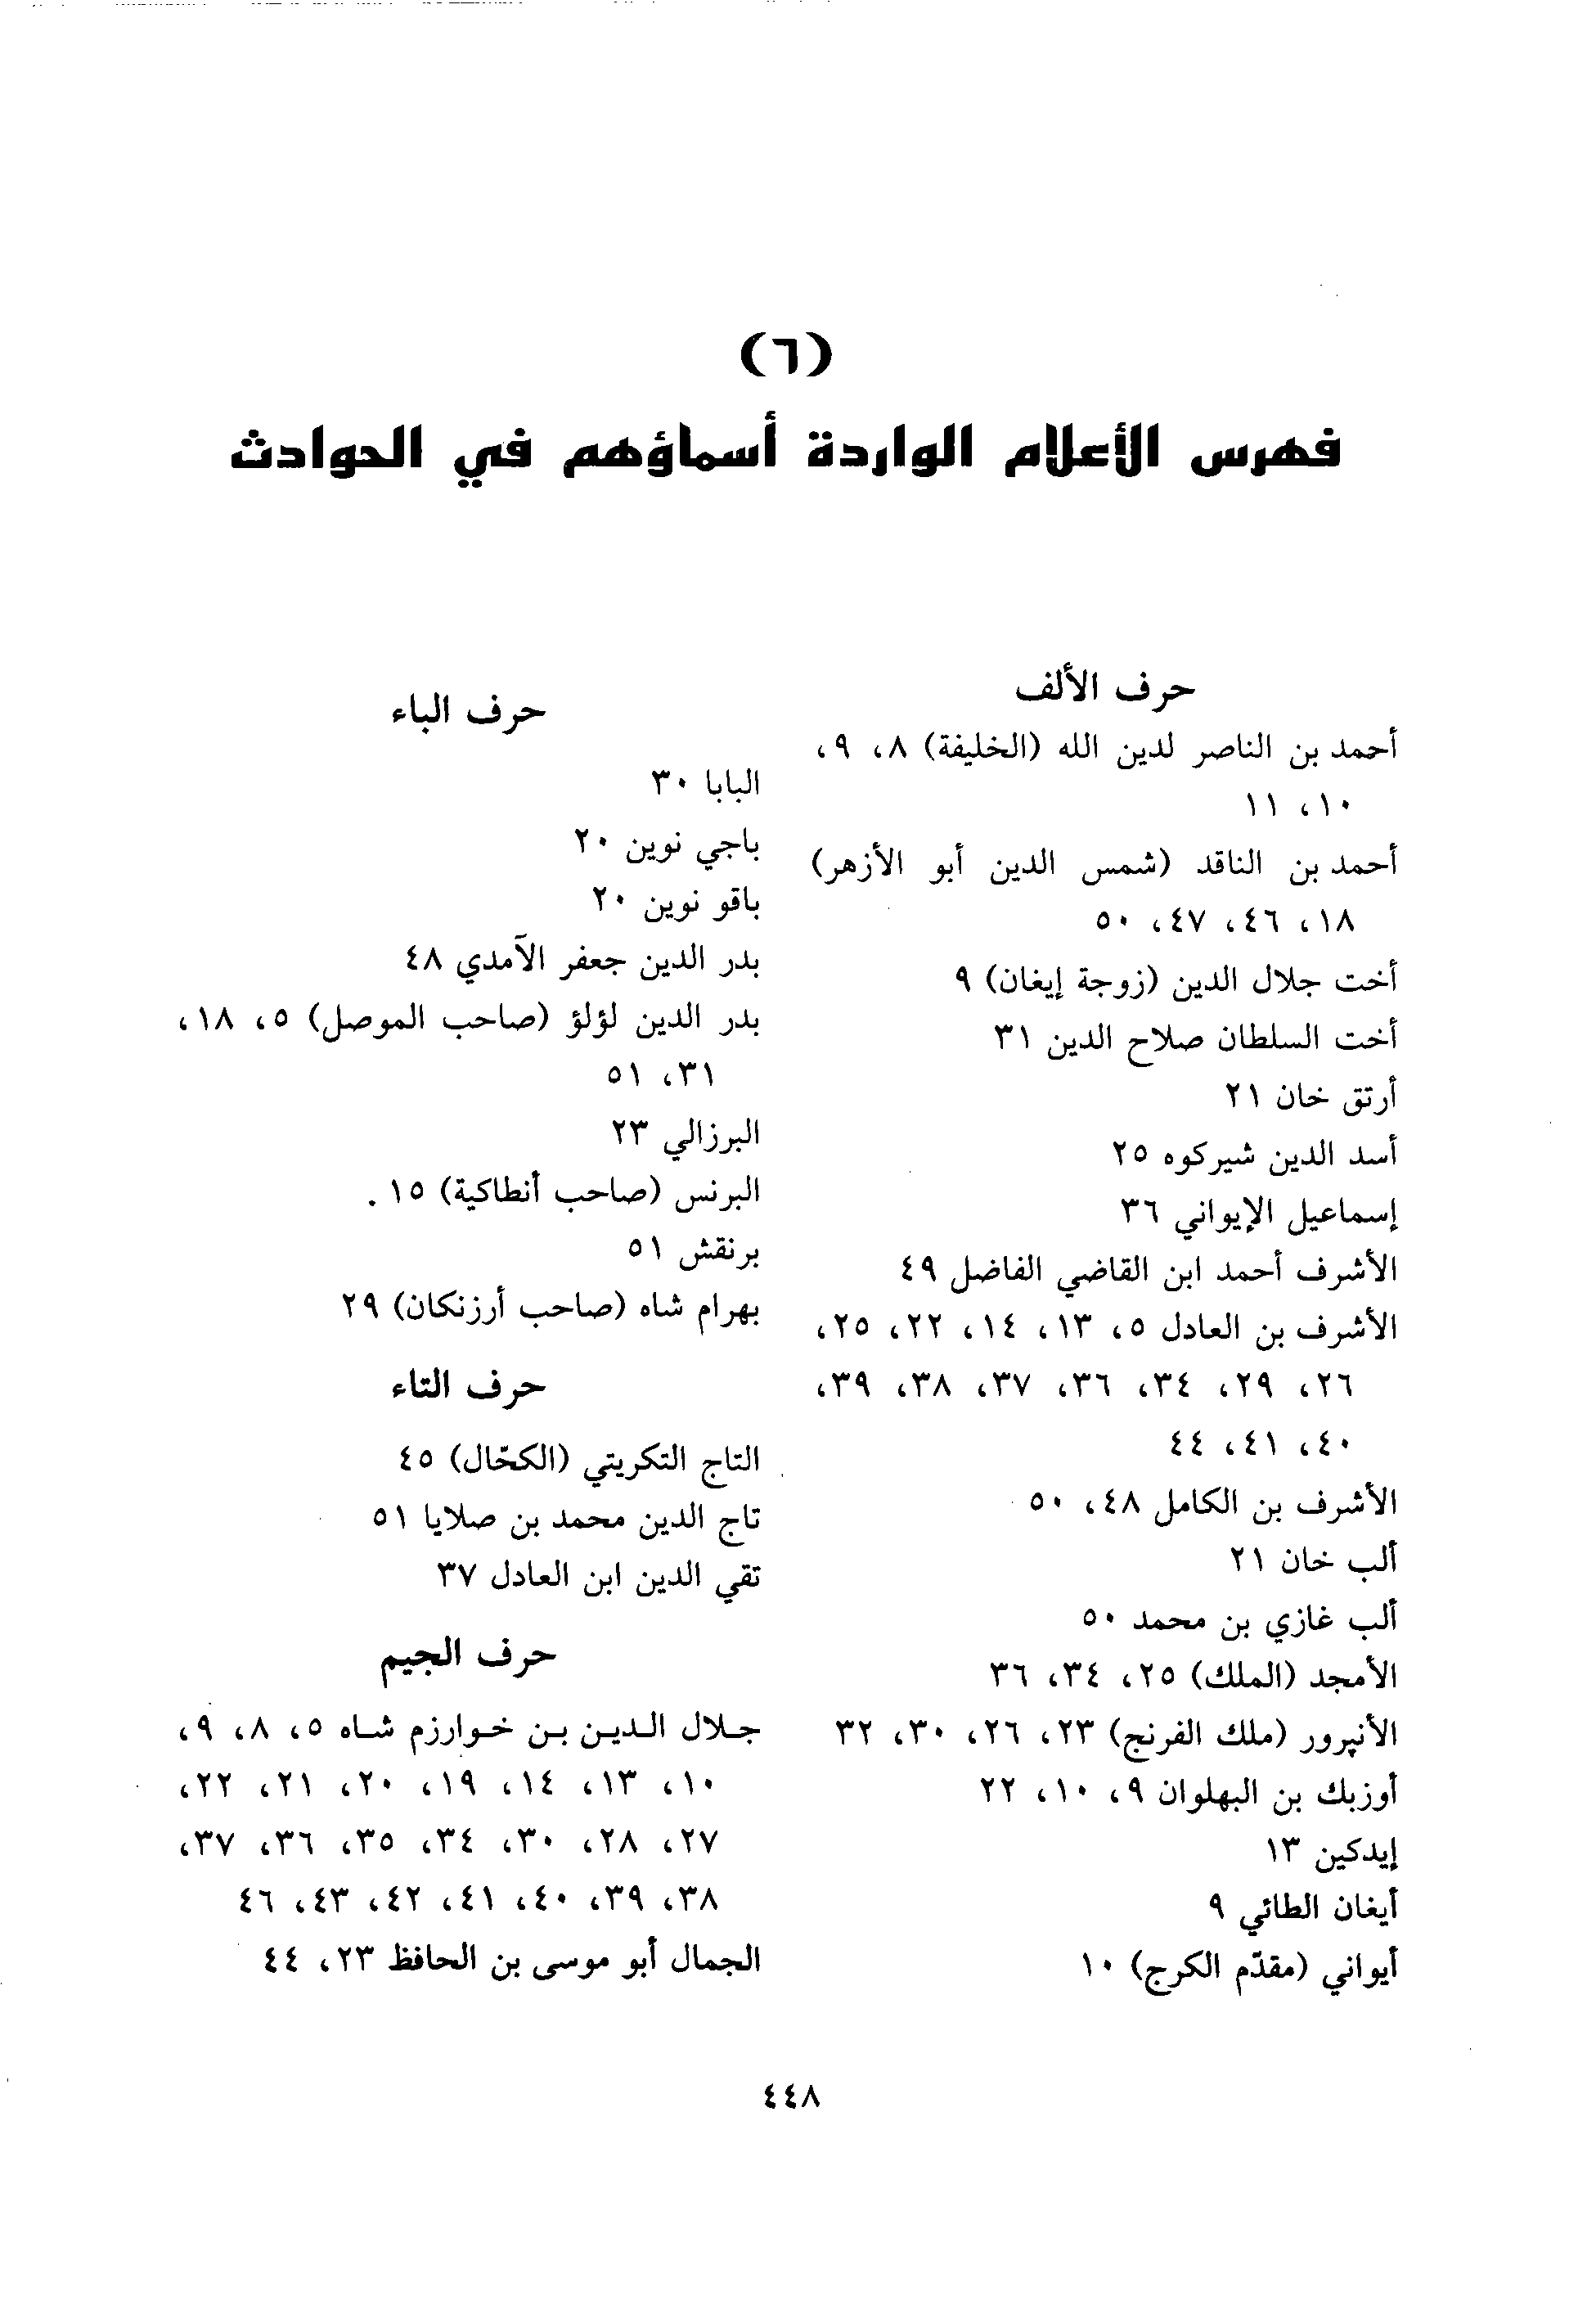 (٦)
فهرس الأعلام الواردة أسماؤهم في الحوادث
حرف الألف
أحمد بن الناصر لدين الله (الخليفة) ٨، ٩،
١٠، ١١
أحمد بن الناقد (شمس الدين أبو الأزهر)
١٨، ٤٦، ٤٧، ٥٠
أخت جلال الدين (زوجة إيغان) ٩
أخت السلطان صلاح الدين ٣١
أرتق خان ٢١
أسد الدين شيركوه ٢٥
إسماعيل الإيواني ٣٦
الأشرف أحمد ابن القاضي الفاضل ٤٩
الأشرف بن العادل ٥، ١٣، ١٤، ٢٢، ٢٥،
٢٦، ٢٩، ٣٤، ٣٦، ٣٧، ٣٨، ٣٩،
٤٠، ٤١، ٤٤
الأشرف بن الكامل ٤٨، ٥٠
ألب خان ٢١
ألب غازي بن محمد ٥٠
الأمجد (الملك) ٢٥، ٣٤، ٣٦
الأنپرور (ملك الفرنج) ٢٣، ٢٦، ٣٠، ٣٢
أوزبك بن البهلوان ٩، ١٠، ٢٢
إيدكين ١٣
أيغان الطائي ٩
أيواني (مقدّم الكرج) ١٠
حرف الباء
البابا ٣٠
باجي نوين ٢٠
باقو نوين ٢٠
بدر الدين جعفر الآمدي ٤٨
بدر الدين لؤلؤ (صاحب الموصل) ٥، ١٨،
٣١، ٥١
البرزالي ٢٣
البرنس (صاحب أنطاكية) ١٥ .
برنقش ٥١
بهرام شاه (صاحب أرزنكان) ٢٩
حرف التاء
التاج التكريتي (الكحّال) ٤٥
تاج الدين محمد بن صلايا ٥١
تقي الدين ابن العادل ٣٧
حرف الجيم
جلال الدين بن خوارزم شاه ٥، ٨، ٩،
١٠، ١٣، ١٤، ١٩، ٢٠، ٢١، ٢٢،
٢٧، ٢٨، ٣٠، ٣٤، ٣٥، ٣٦، ٣٧،
٣٨، ٣٩، ٤٠، ٤١، ٤٢، ٤٣، ٤٦
الجمال أبو موسى بن الحافظ ٢٣، ٤٤
٤٤٨